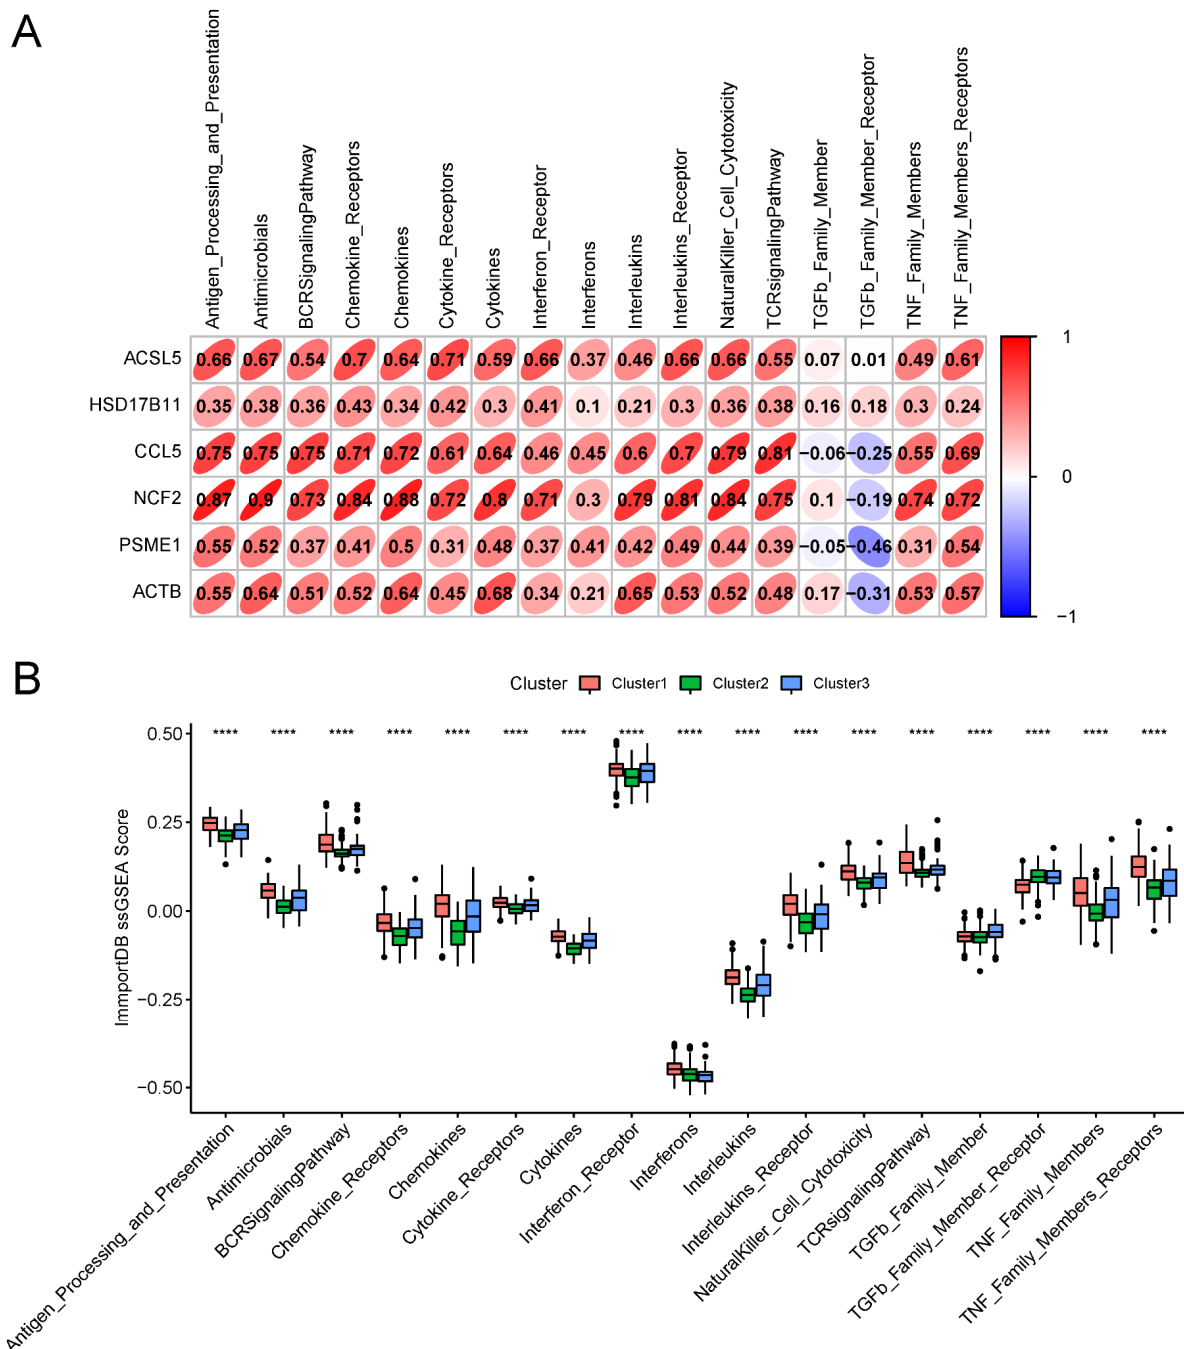 A
Antigen_Processing_and_Presentation
Antimicrobials
BCRSignalingPathway
Chemokine_Receptors
Chemokines
Cytokine_Receptors
Cytokines
Interferon_Receptor
Interferons
Interleukins
Interleukins_Receptor
NaturalKiller_Cell_Cytotoxicity
TCRsignalingPathway
TGFb_Family_Member
TGFb_Family_Member_Receptor
TNF_Family_Members
TNF_Family_Members_Receptors
ACSL5 0.66 0.67 0.54 0.7 0.64 0.71 0.59 0.66 0.37 0.46 0.66 0.66 0.55 0.07 0.01 0.49 0.61
HSD17B11 0.35 0.38 0.36 0.43 0.34 0.42 0.3 0.41 0.1 0.21 0.3 0.36 0.38 0.16 0.18 0.3 0.24
CCL5 0.75 0.75 0.75 0.71 0.72 0.61 0.64 0.46 0.45 0.6 0.7 0.79 0.81 −0.06 −0.25 0.55 0.69
NCF2 0.87 0.9 0.73 0.84 0.88 0.72 0.8 0.71 0.3 0.79 0.81 0.84 0.75 0.1 −0.19 0.74 0.72
PSME1 0.55 0.52 0.37 0.41 0.5 0.31 0.48 0.37 0.41 0.42 0.49 0.44 0.39 −0.05 −0.46 0.31 0.54
ACTB 0.55 0.64 0.51 0.52 0.64 0.45 0.68 0.34 0.21 0.65 0.53 0.52 0.48 0.17 −0.31 0.53 0.57
1
0
−1
B
Cluster Cluster1 Cluster2 Cluster3
**** **** **** **** **** **** **** **** **** **** **** **** **** **** **** **** ****
0.50
0.25
0.00
−0.25
−0.50
ImmportDB ssGSEA Score
Antigen_Processing_and_Presentation
Antimicrobials
BCRSignalingPathway
Chemokine_Receptors
Chemokines
Cytokine_Receptors
Cytokines
Interferon_Receptor
Interferons
Interleukins
Interleukins_Receptor
NaturalKiller_Cell_Cytotoxicity
TCRsignalingPathway
TGFb_Family_Member
TGFb_Family_Member_Receptor
TNF_Family_Members
TNF_Family_Members_Receptors